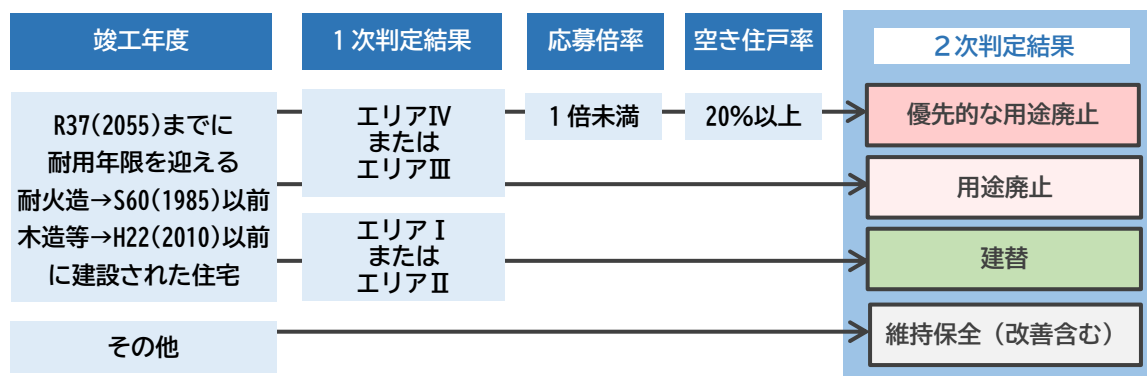 竣工年度
1次判定結果
応募倍率
空き住戸率
2次判定結果
R37(2055)までに
耐用年限を迎える
耐火造→S60(1985)以前
木造等→H22(2010)以前
に建設された住宅
エリアⅣ
または
エリアⅢ
1倍未満
20%以上
優先的な用途廃止
用途廃止
エリアⅠ
または
エリアⅡ
建替
その他
維持保全（改善含む）